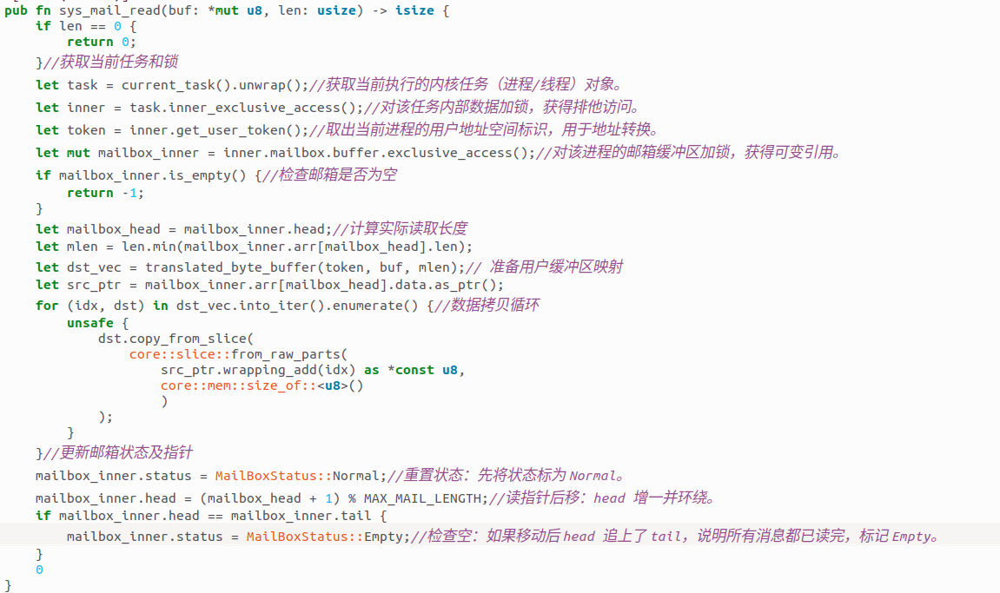 pub fn sys_mail_read(buf: *mut u8, len: usize) -> isize {
    if len == 0 {
        return 0;
    }//获取当前任务和锁
    let task = current_task().unwrap();//获取当前执行的内核任务（进程/线程）对象。
    let inner = task.inner_exclusive_access();//对该任务内部数据加锁，获得排他访问。
    let token = inner.get_user_token();//取出当前进程的用户地址空间标识，用于地址转换。
    let mut mailbox_inner = inner.mailbox.buffer.exclusive_access();//对该进程的邮箱缓冲区加锁，获得可变引用。
    if mailbox_inner.is_empty() {//检查邮箱是否为空
        return -1;
    }
    let mailbox_head = mailbox_inner.head;//计算实际读取长度
    let mlen = len.min(mailbox_inner.arr[mailbox_head].len);
    let dst_vec = translated_byte_buffer(token, buf, mlen);// 准备用户缓冲区映射
    let src_ptr = mailbox_inner.arr[mailbox_head].data.as_ptr();
    for (idx, dst) in dst_vec.into_iter().enumerate() {//数据拷贝循环
        unsafe {
            dst.copy_from_slice(
                core::slice::from_raw_parts(
                    src_ptr.wrapping_add(idx) as *const u8,
                    core::mem::size_of::<u8>()
                    )
            );
        }
    }//更新邮箱状态及指针
    mailbox_inner.status = MailBoxStatus::Normal;//重置状态：先将状态标为 Normal。
    mailbox_inner.head = (mailbox_head + 1) % MAX_MAIL_LENGTH;//读指针后移：head 增一并环绕。
    if mailbox_inner.head == mailbox_inner.tail {
        mailbox_inner.status = MailBoxStatus::Empty;//检查空：如果移动后 head 追上了 tail，说明所有消息都已读完，标记 Empty。
    }
    0
}